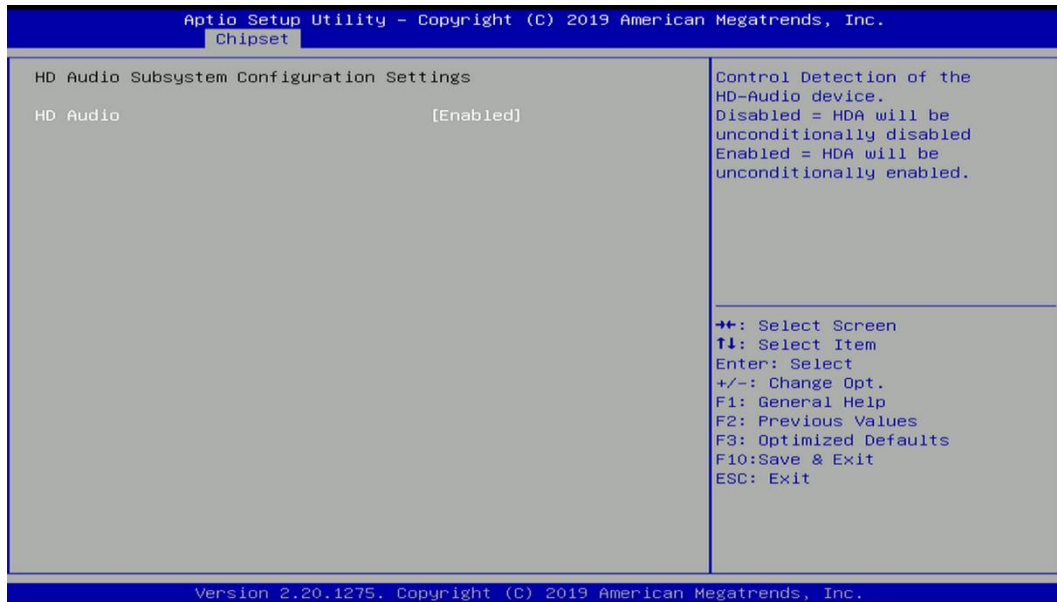 Aptio Setup Utility – Copyright (C) 2019 American Megatrends, Inc.
Chipset
HD Audio Subsystem Configuration Settings
HD Audio [Enabled]
Control Detection of the
HD-Audio device.
Disabled = HDA will be
unconditionally disabled
Enabled = HDA will be
unconditionally enabled.
→←: Select Screen
↑↓: Select Item
Enter: Select
+/-: Change Opt.
F1: General Help
F2: Previous Values
F3: Optimized Defaults
F10:Save & Exit
ESC: Exit
Version 2.20.1275. Copyright (C) 2019 American Megatrends, Inc.